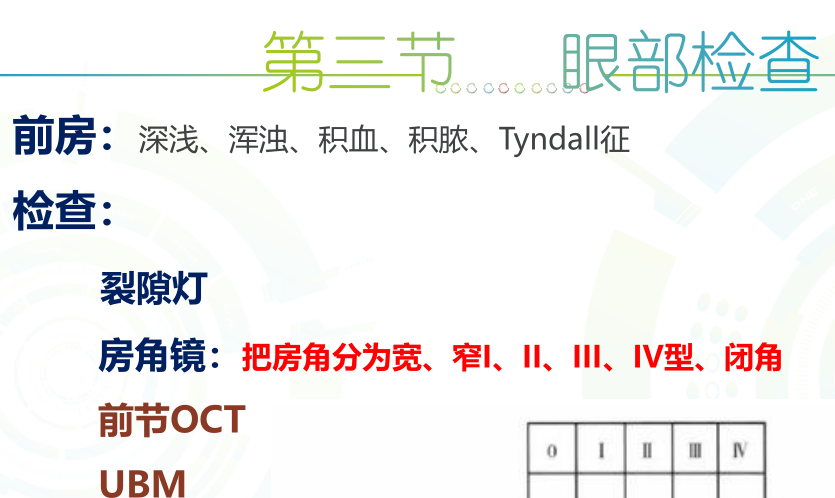 第三节 眼部检查
前房：深浅、浑浊、积血、积脓、Tyndall征
检查：
裂隙灯
房角镜：把房角分为宽、窄I、II、III、IV型、闭角
前节OCT
0 I II III IV
UBM